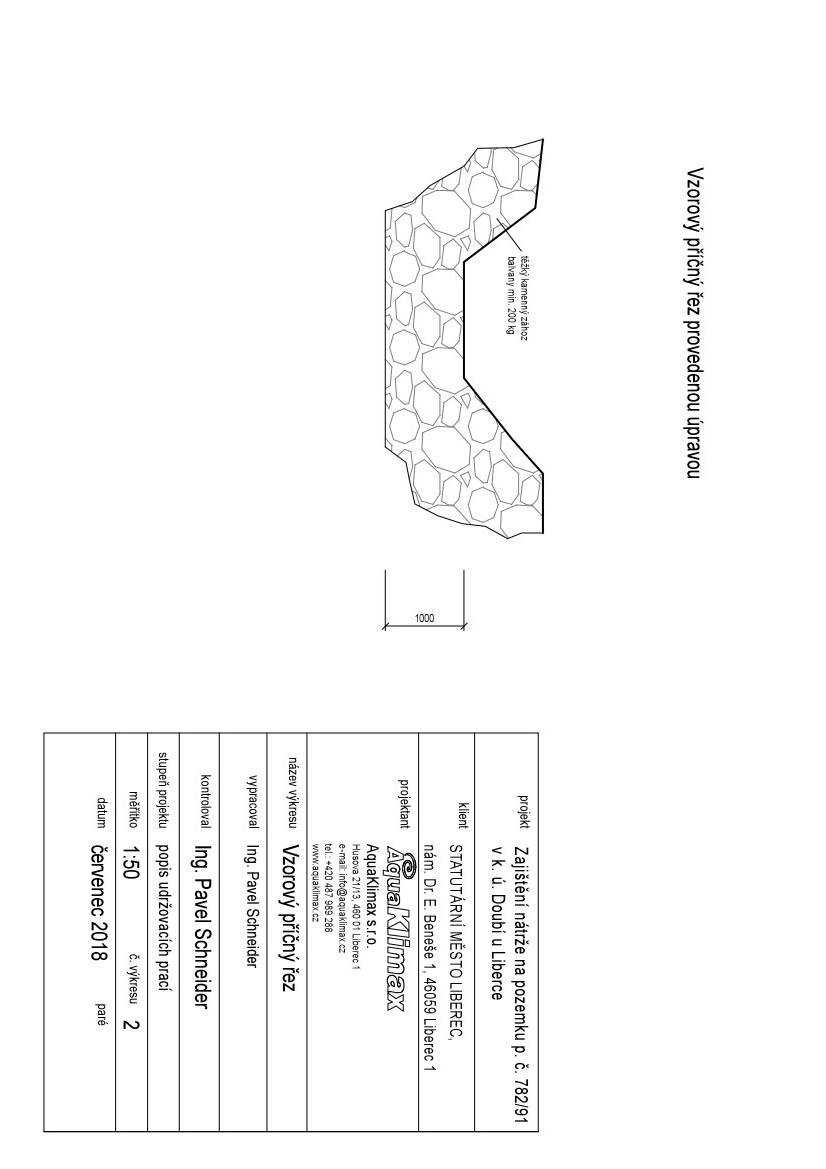 Vzorový příčný řez provedenou úpravou
těžký kamenný zához
balvany min. 200 kg
1000
projekt Zajištění nátrže na pozemku p. č. 782/91
v k. ú. Doubí u Liberce
klient STATUTÁRNÍ MĚSTO LIBEREC,
nám. Dr. E. Beneše 1, 46059 Liberec 1
projektant AquaKlimax
AquaKlimax s.r.o.
Husova 21/13, 460 01 Liberec 1
e-mail: info@aquaklimax.cz
tel.: +420 487 989 288
www.aquaklimax.cz
název výkresu Vzorový příčný řez
vypracoval Ing. Pavel Schneider
kontroloval Ing. Pavel Schneider
stupeň projektu popis udržovacích prací
měřítko 1:50 č. výkresu 2
datum červenec 2018 paré